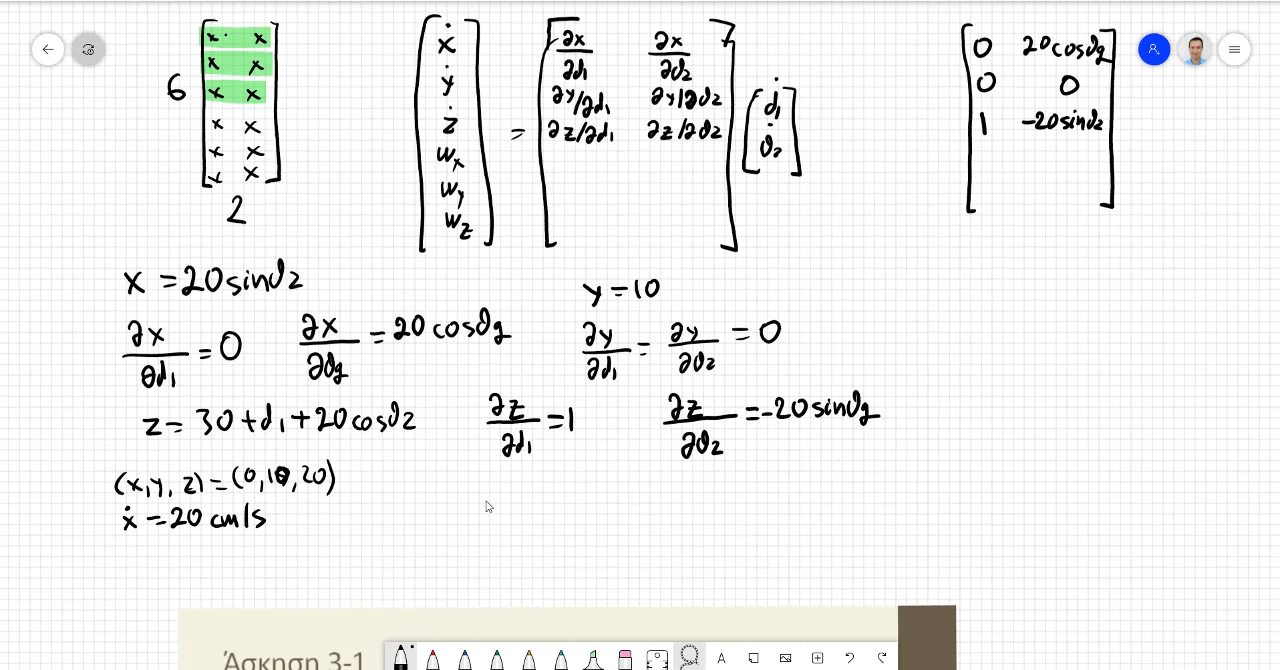 6
x x
x x
x x
x x
x x
x x
2
ẋ
ẏ
ż
wx
wy
wz
=
∂x/∂d1 ∂x/∂θ2
∂y/∂d1 ∂y/∂θ2
∂z/∂d1 ∂z/∂θ2
ḋ1
θ̇2
0 20cosθ2
0 0
1 -20sinθ2
x = 20sinθ2
y = 10
∂x/∂d1 = 0 ∂x/∂θ2 = 20cosθ2
∂y/∂d1 = ∂y/∂θ2 = 0
z = 30+d1+20cosθ2
∂z/∂d1 = 1 ∂z/∂θ2 = -20sinθ2
(x,y,z) = (0,10,20)
ẋ = 20 cm/s
Άσκηση 3-1
A